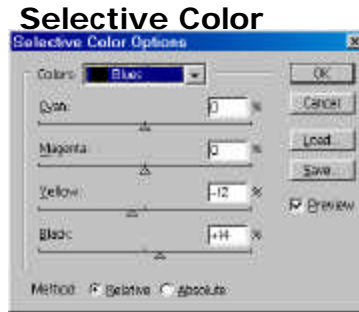 Selective Color
Selective Color Options
Colors: Blues
OK
Cyan: 0 %
Cancel
Magenta: 0 %
Load...
Yellow: -12 %
Save...
Preview
Black: +14 %
Method: Relative Absolute